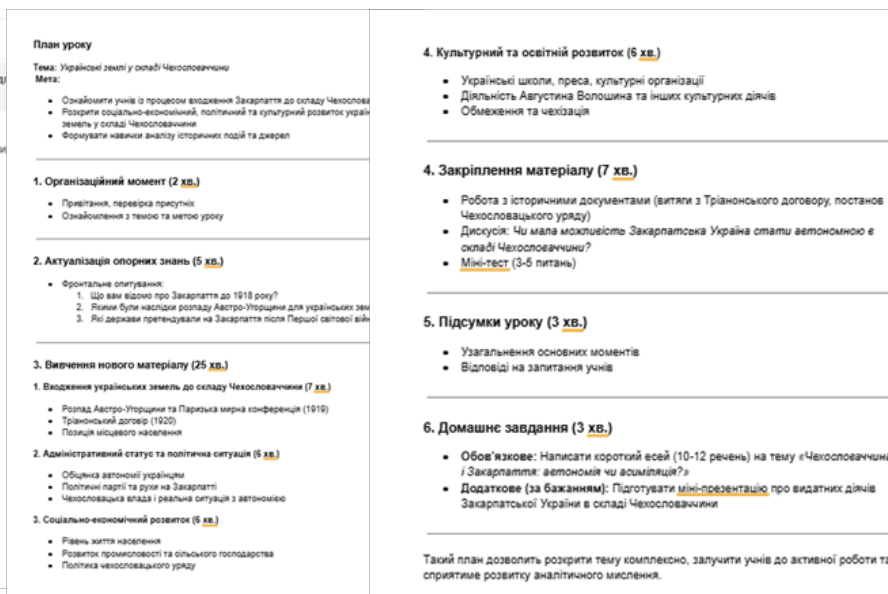 План уроку
Тема: Українські землі у складі Чехословаччини
Мета:
Ознайомити учнів із процесом входження Закарпаття до складу
Розкрити соціально-економічний, політичний та культурний розвиток
земель у складі Чехословаччини
Формувати навички аналізу історичних подій та джерел
1. Організаційний момент (2 хв.)
Привітання, перевірка присутніх
Ознайомлення з темою та метою уроку
2. Актуалізація опорних знань (5 хв.)
Фронтальне опитування:
1. Що вам відомо про Закарпаття до 1918 року?
2. Якими були наслідки розпаду Австро-Угорщини для українських
3. Які держави претендували на Закарпаття після Першої світової
3. Вивчення нового матеріалу (25 хв.)
1. Входження українських земель до складу Чехословаччини (7 хв.)
Розпад Австро-Угорщини та Паризька мирна конференція (1919)
Тріанонський договір (1920)
Позиція місцевого населення
2. Адміністративний статус та політична ситуація (6 хв.)
Обіцянка автономії українцям
Політичні партії та рухи на Закарпатті
Чехословацька влада і реальна ситуація з автономією
3. Соціально-економічний розвиток (6 хв.)
Рівень життя населення
Розвиток промисловості та сільського господарства
Політика чехословацького уряду
4. Культурний та освітній розвиток (6 хв.)
Українські школи, преса, культурні організації
Діяльність Августина Волошина та інших культурних діячів
Обмеження та чехізація
4. Закріплення матеріалу (7 хв.)
Робота з історичними документами (витяги з Тріанонського договору, постанов
Чехословацького уряду)
Дискусія: Чи мала можливість Закарпатська Україна стати автономною в
складі Чехословаччини?
Міні-тест (3-5 питань)
5. Підсумки уроку (3 хв.)
Узагальнення основних моментів
Відповіді на запитання учнів
6. Домашнє завдання (3 хв.)
Обов'язкове: Написати короткий есей (10-12 речень) на тему «Чехословаччина
і Закарпаття: автономія чи асиміляція?»
Додаткове (за бажанням): Підготувати міні-презентацію про видатних діячів
Закарпатської України в складі Чехословаччини
Такий план дозволить розкрити тему комплексно, залучити учнів до активної роботи та
сприятиме розвитку аналітичного мислення.